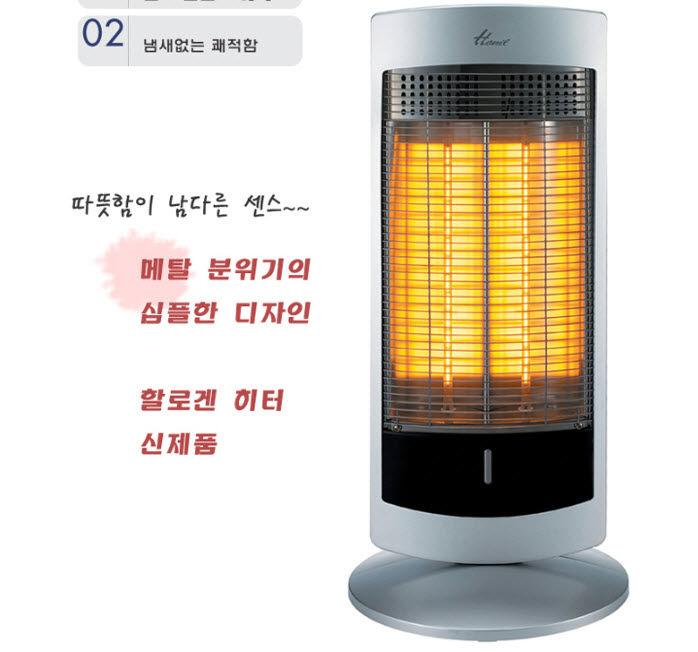 02
냄새없는 쾌적함
Hanil
따뜻함이 남다른 센스~~
메탈 분위기의
심플한 디자인
할로겐 히터
신제품